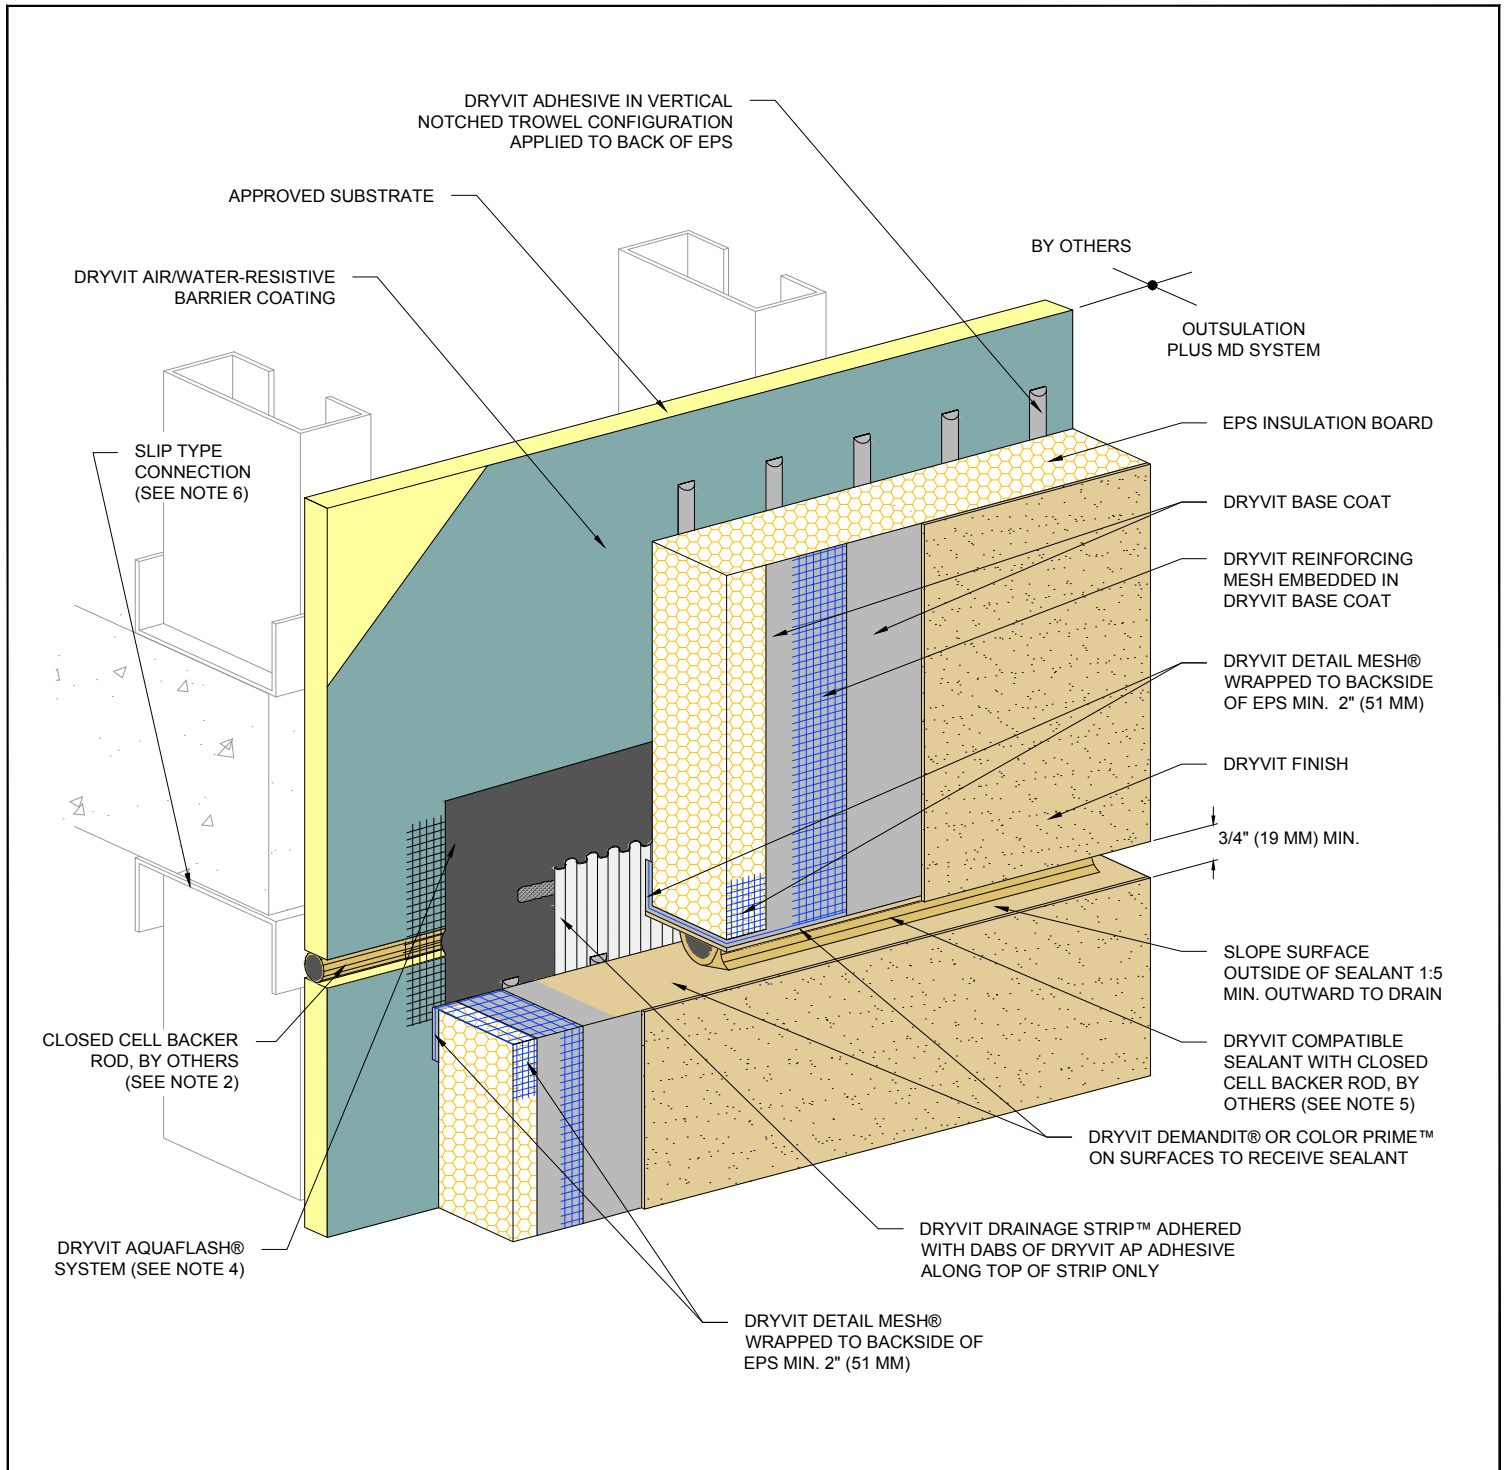 DRYVIT ADHESIVE IN VERTICAL
NOTCHED TROWEL CONFIGURATION
APPLIED TO BACK OF EPS
APPROVED SUBSTRATE
DRYVIT AIR/WATER-RESISTIVE
BARRIER COATING
BY OTHERS
OUTSULATION
PLUS MD SYSTEM
SLIP TYPE
CONNECTION
(SEE NOTE 6)
EPS INSULATION BOARD
DRYVIT BASE COAT
DRYVIT REINFORCING
MESH EMBEDDED IN
DRYVIT BASE COAT
DRYVIT DETAIL MESH®
WRAPPED TO BACKSIDE
OF EPS MIN. 2" (51 MM)
DRYVIT FINISH
3/4" (19 MM) MIN.
SLOPE SURFACE
OUTSIDE OF SEALANT 1:5
MIN. OUTWARD TO DRAIN
CLOSED CELL BACKER
ROD, BY OTHERS
(SEE NOTE 2)
DRYVIT COMPATIBLE
SEALANT WITH CLOSED
CELL BACKER ROD, BY
OTHERS (SEE NOTE 5)
DRYVIT DEMANDIT® OR COLOR PRIME™
ON SURFACES TO RECEIVE SEALANT
DRYVIT AQUAFLASH®
SYSTEM (SEE NOTE 4)
DRYVIT DRAINAGE STRIP™ ADHERED
WITH DABS OF DRYVIT AP ADHESIVE
ALONG TOP OF STRIP ONLY
DRYVIT DETAIL MESH®
WRAPPED TO BACKSIDE OF
EPS MIN. 2" (51 MM)